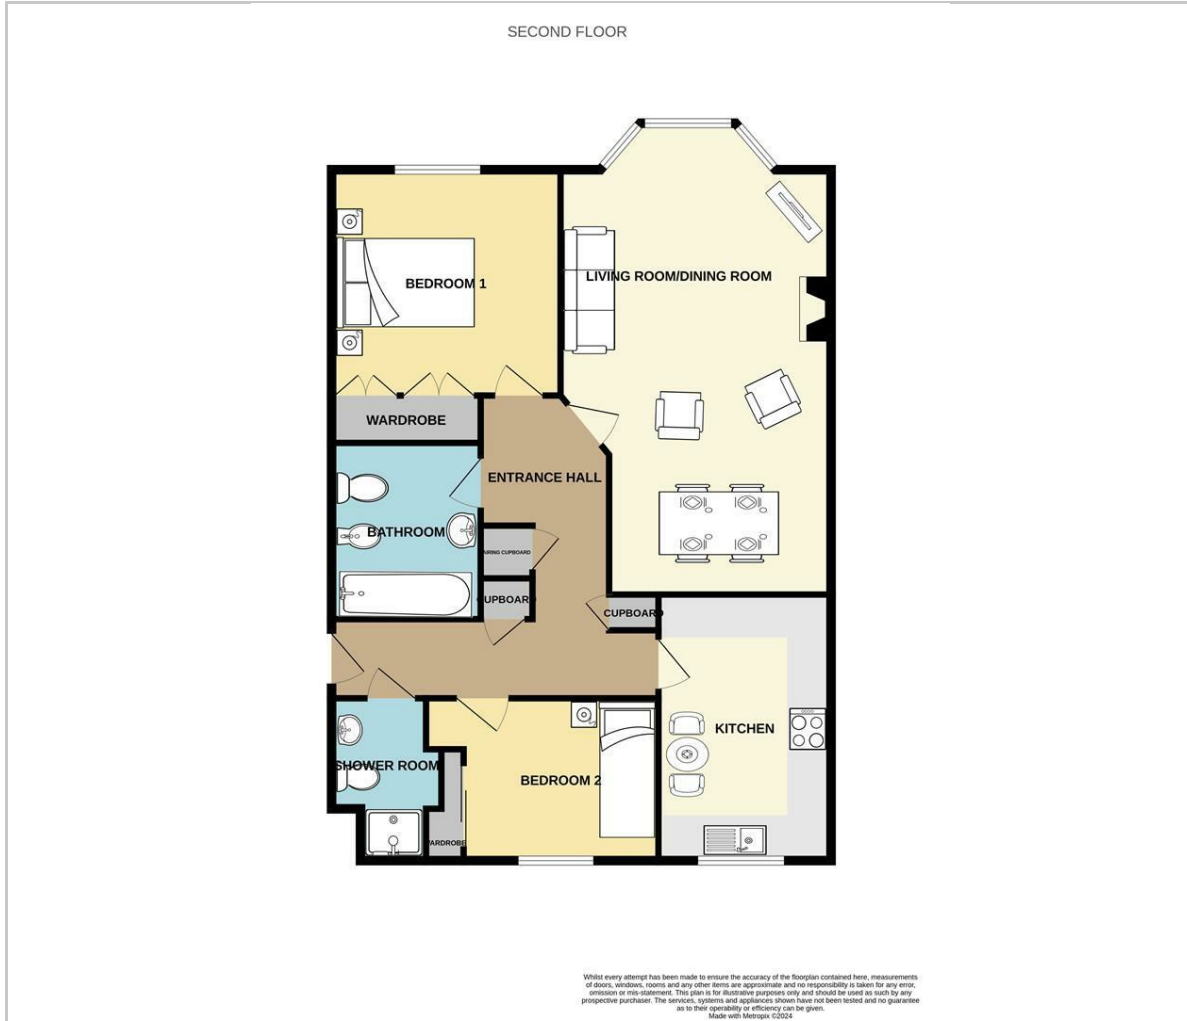 SECOND FLOOR
LIVING ROOM/DINING ROOM
BEDROOM 1
WARDROBE
ENTRANCE HALL
BATHROOM
AIRING CUPBOARD
CUPBOARD
CUPBOARD
KITCHEN
SHOWER ROOM
BEDROOM 2
WARDROBE
Whilst every attempt has been made to ensure the accuracy of the floorplan contained here, measurements
of doors, windows, rooms and any other items are approximate and no responsibility is taken for any error,
omission or mis-statement. This plan is for illustrative purposes only and should be used as such by any
prospective purchaser. The services, systems and appliances shown have not been tested and no guarantee
as to their operability or efficiency can be given.
Made with Metropix ©2024